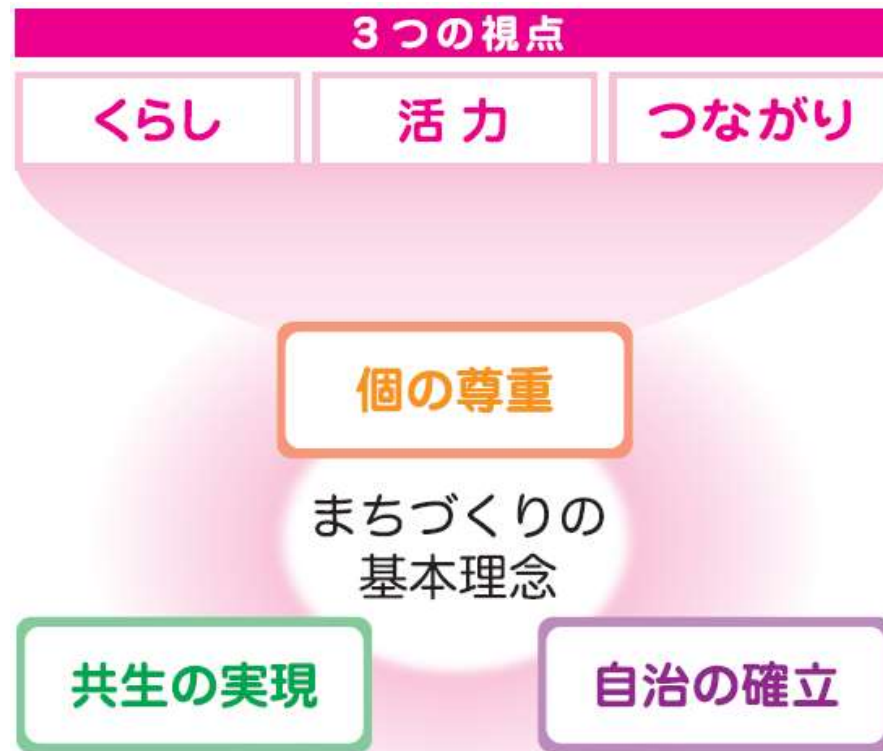 3つの視点
くらし
活力
つながり
個の尊重
まちづくりの
基本理念
共生の実現
自治の確立